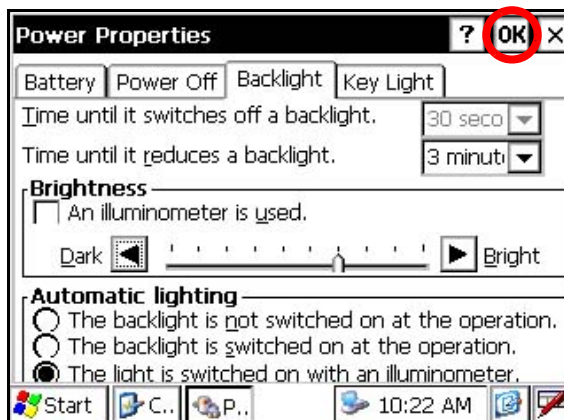 Power Properties ? OK ×
Battery Power Off Backlight Key Light
Time until it switches off a backlight. 30 seco
Time until it reduces a backlight. 3 minut
Brightness
An illuminometer is used.
Dark Bright
Automatic lighting
The backlight is not switched on at the operation.
The backlight is switched on at the operation.
The light is switched on with an illuminometer.
Start C.. P.. 10:22 AM